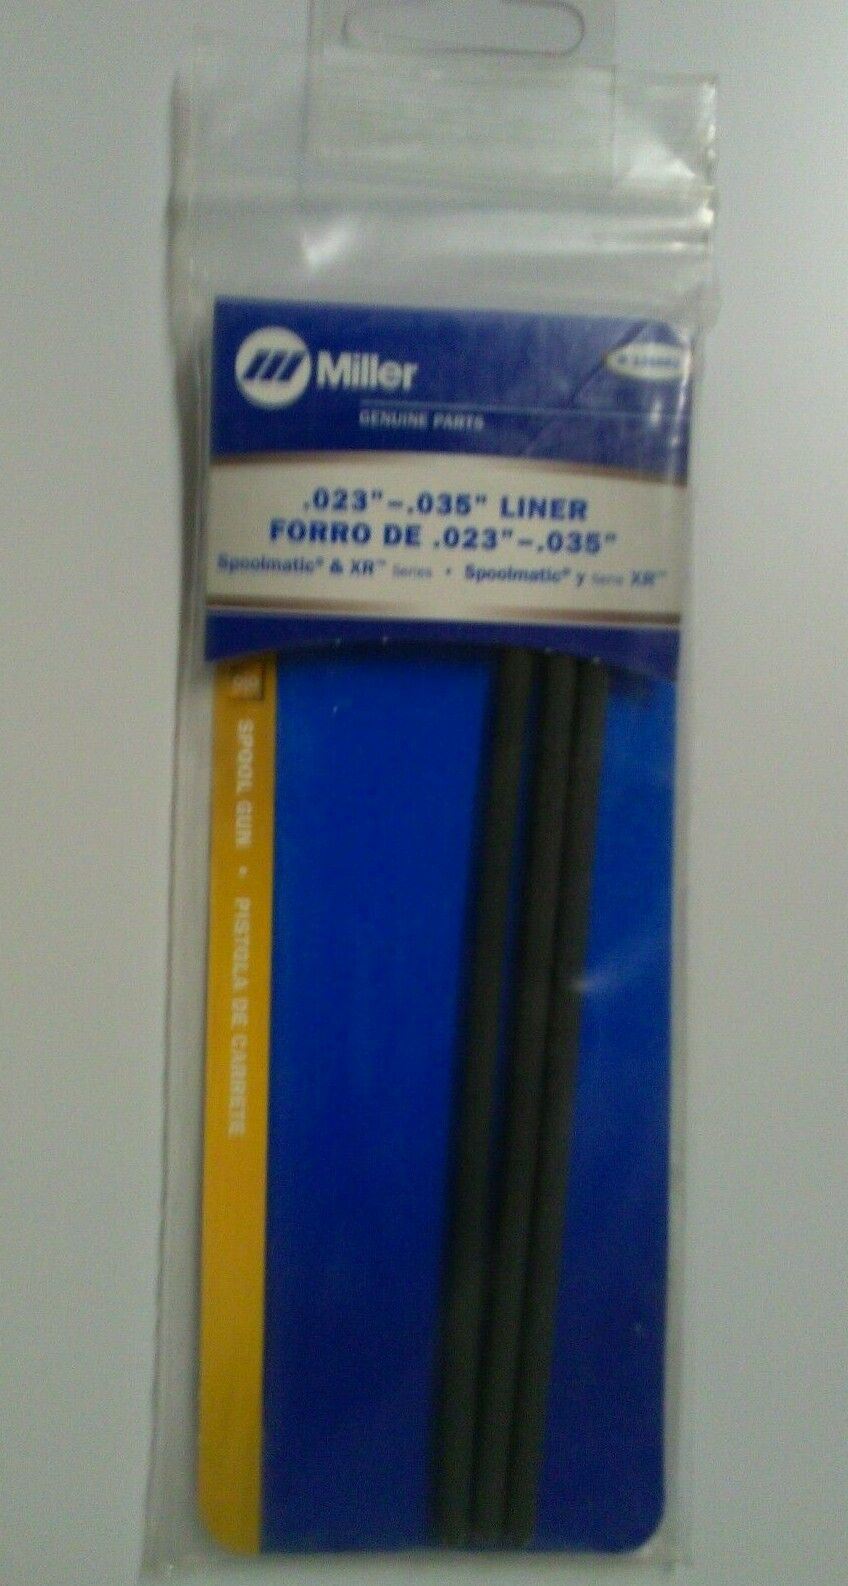 Miller
GENUINE PARTS
.023"–.035" LINER
FORRO DE .023"–.035"
Spoolmatic® & XR™ Series • Spoolmatic® y Serie XR™
SPOOL GUN • PISTOLA DE CARRETE